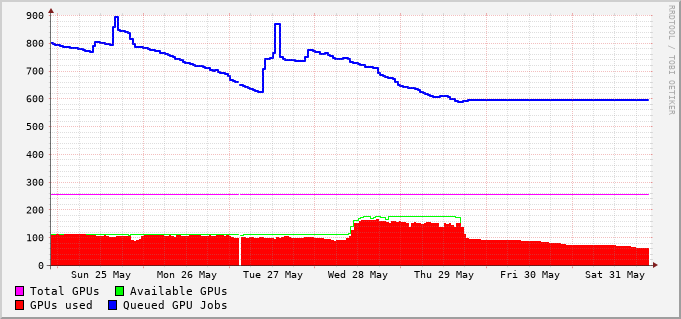 RRDTOOL / TOBI OETIKER
900
800
700
600
500
400
300
200
100
0
Sun 25 May Mon 26 May Tue 27 May Wed 28 May Thu 29 May Fri 30 May Sat 31 May
Total GPUs Available GPUs
GPUs used Queued GPU Jobs